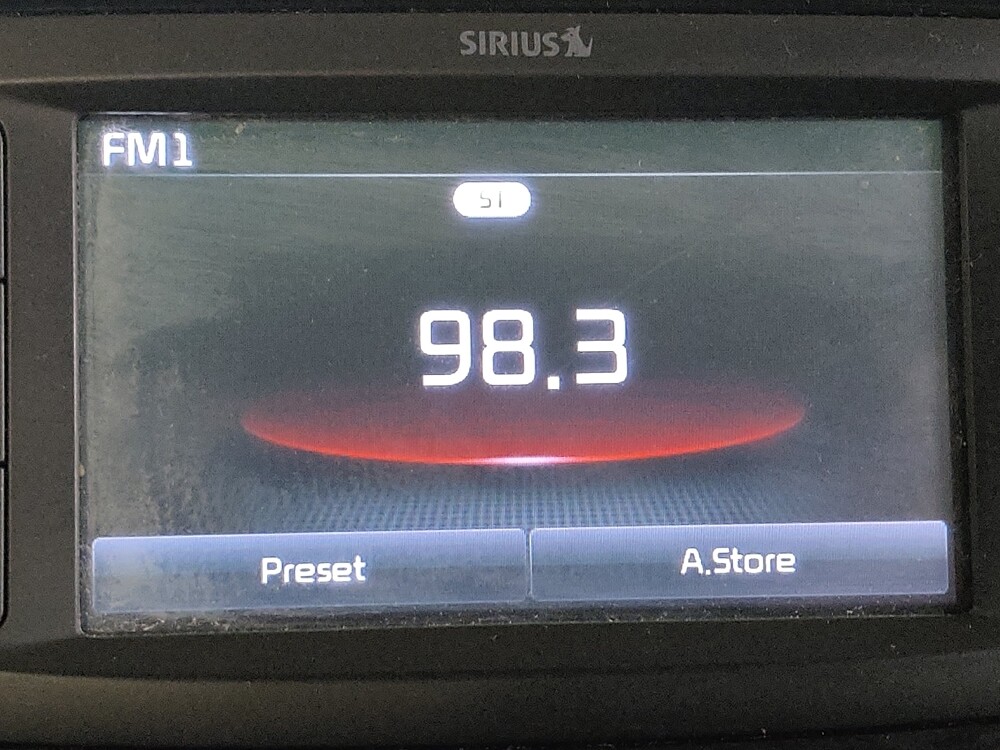 SIRIUS
FM1
ST
98.3
Preset
A.Store